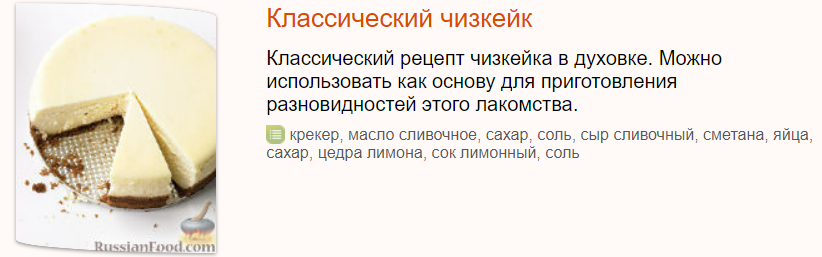 Классический чизкейк
Классический рецепт чизкейка в духовке. Можно
использовать как основу для приготовления
разновидностей этого лакомства.
крекер, масло сливочное, сахар, соль, сыр сливочный, сметана, яйца,
сахар, цедра лимона, сок лимонный, соль
RussianFood.com